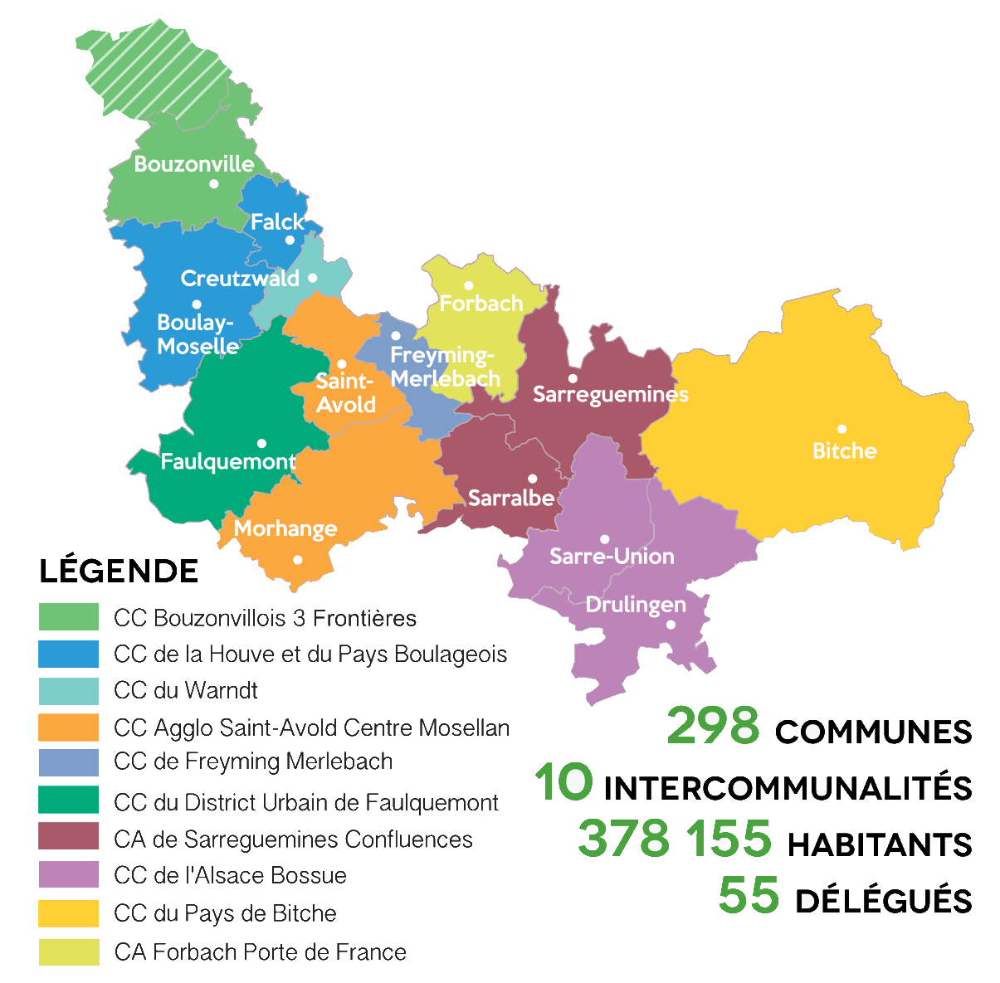 Bouzonville
Falck
Creutzwald
Boulay-
Moselle
Forbach
Freyming-
Merlebach
Saint-
Avold
Sarreguemines
Bitche
Faulquemont
Sarralbe
Morhange
Sarre-Union
Drulingen
LÉGENDE
CC Bouzonvillois 3 Frontières
CC de la Houve et du Pays Boulageois
CC du Warndt
CC Agglo Saint-Avold Centre Mosellan
CC de Freyming Merlebach
CC du District Urbain de Faulquemont
CA de Sarreguemines Confluences
CC de l'Alsace Bossue
CC du Pays de Bitche
CA Forbach Porte de France
298 COMMUNES
10 INTERCOMMUNALITÉS
378 155 HABITANTS
55 DÉLÉGUÉS